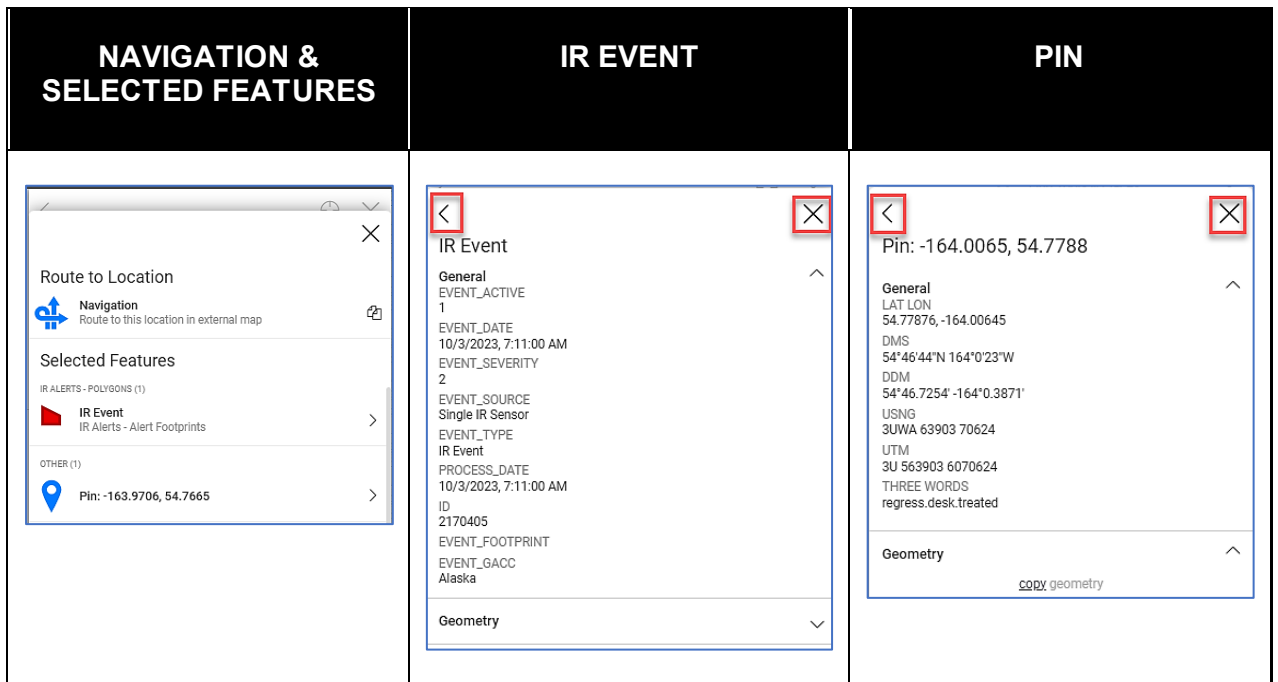 NAVIGATION &
SELECTED FEATURES
IR EVENT
PIN
Route to Location
Navigation
Route to this location in external map
Selected Features
IR ALERTS - POLYGONS (1)
IR Event
IR Alerts - Alert Footprints
OTHER (1)
Pin: -163.9706, 54.7665
IR Event
General
EVENT_ACTIVE
1
EVENT_DATE
10/3/2023, 7:11:00 AM
EVENT_SEVERITY
2
EVENT_SOURCE
Single IR Sensor
EVENT_TYPE
IR Event
PROCESS_DATE
10/3/2023, 7:11:00 AM
ID
2170405
EVENT_FOOTPRINT
EVENT_GACC
Alaska
Geometry
Pin: -164.0065, 54.7788
General
LAT LON
54.77876, -164.00645
DMS
54°46'44"N 164°0'23"W
DDM
54°46.7254' -164°0.3871'
USNG
3UWA 63903 70624
UTM
3U 563903 6070624
THREE WORDS
regress.desk.treated
Geometry
copy geometry